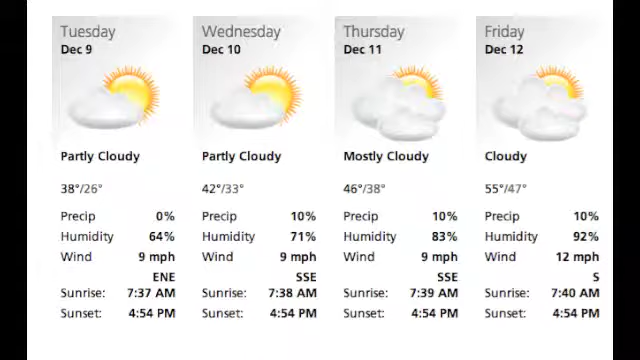 Tuesday
Dec 9
Partly Cloudy
38°/26°
Precip 0%
Humidity 64%
Wind 9 mph
ENE
Sunrise: 7:37 AM
Sunset: 4:54 PM
Wednesday
Dec 10
Partly Cloudy
42°/33°
Precip 10%
Humidity 71%
Wind 9 mph
SSE
Sunrise: 7:38 AM
Sunset: 4:54 PM
Thursday
Dec 11
Mostly Cloudy
46°/38°
Precip 10%
Humidity 83%
Wind 9 mph
SSE
Sunrise: 7:39 AM
Sunset: 4:54 PM
Friday
Dec 12
Cloudy
55°/47°
Precip 10%
Humidity 92%
Wind 12 mph
S
Sunrise: 7:40 AM
Sunset: 4:54 PM